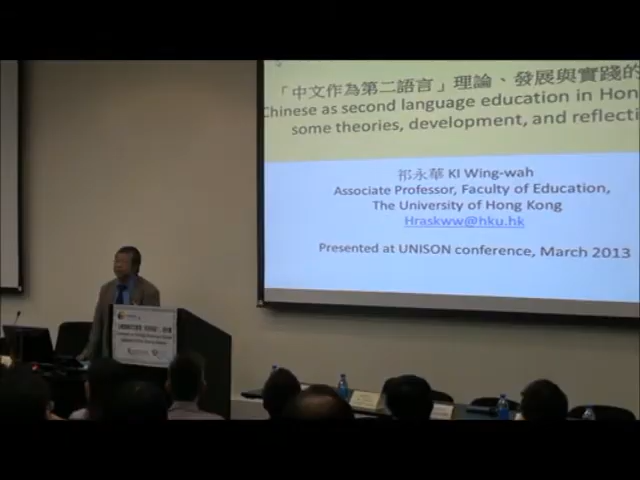 「中文作為第二語言」理論、發展與實踐的
Chinese as second language education in Hon
some theories, development, and reflecti
祁永華 KI Wing-wah
Associate Professor, Faculty of Education,
The University of Hong Kong
Hraskww@hku.hk
Presented at UNISON conference, March 2013